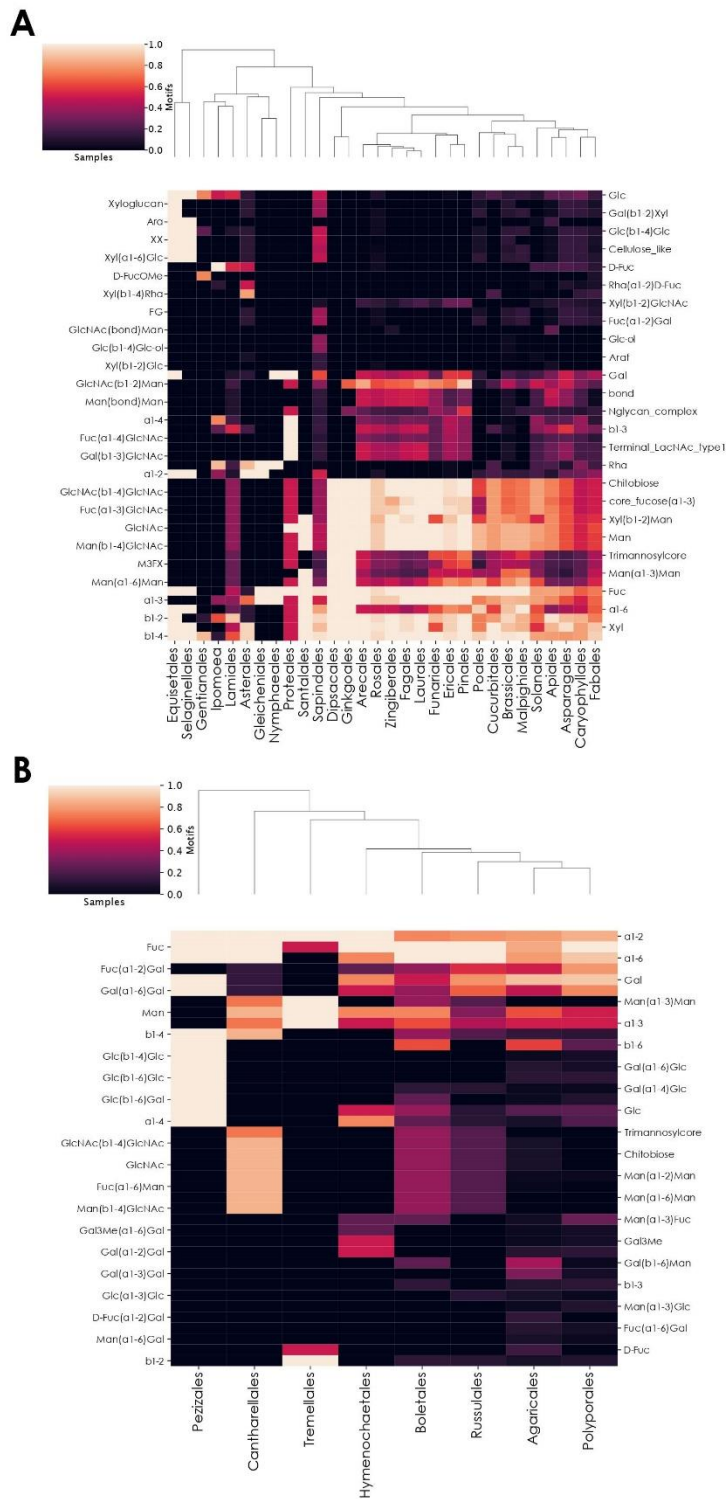 A
1.0
0.8
0.6
0.4
0.2
0.0
Motifs
Samples
Xyloglucan
Ara
XX
Xyl(a1-6)Glc
D-FucOMe
Xyl(b1-4)Rha
FG
GlcNAc(bond)Man
Glc(b1-4)Glc-ol
Xyl(b1-2)Glc
GlcNAc(b1-2)Man
Man(bond)Man
a1-4
Fuc(a1-4)GlcNAc
Gal(b1-3)GlcNAc
a1-2
GlcNAc(b1-4)GlcNAc
Fuc(a1-3)GlcNAc
GlcNAc
Man(b1-4)GlcNAc
M3FX
Man(a1-6)Man
a1-3
b1-2
b1-4
Glc
Gal(b1-2)Xyl
Glc(b1-4)Glc
Cellulose_like
D-Fuc
Rha(a1-2)D-Fuc
Xyl(b1-2)GlcNAc
Fuc(a1-2)Gal
Glc-ol
Araf
Gal
bond
Nglycan_complex
b1-3
Terminal_LacNAc_type1
Rha
Chitobiose
core_fucose(a1-3)
Xyl(b1-2)Man
Man
Trimannosylcore
Man(a1-3)Man
Fuc
a1-6
Xyl
Equisetales
Selaginellales
Gentianales
Ipomoea
Lamiales
Asterales
Gleicheniales
Nymphaeales
Proteales
Santalales
Sapindales
Dipsacales
Ginkgoales
Arecales
Rosales
Zingiberales
Fagales
Laurales
Funariales
Ericales
Pinales
Poales
Cucurbitales
Brassicales
Malpighiales
Solanales
Apiales
Asparagales
Caryophyllales
Fabales
B
1.0
0.8
0.6
0.4
0.2
0.0
Motifs
Samples
Fuc
Fuc(a1-2)Gal
Gal(a1-6)Gal
Man
b1-4
Glc(b1-4)Glc
Glc(b1-6)Glc
Glc(b1-6)Gal
a1-4
GlcNAc(b1-4)GlcNAc
GlcNAc
Fuc(a1-6)Man
Man(b1-4)GlcNAc
Gal3Me(a1-6)Gal
Gal(a1-2)Gal
Gal(a1-3)Gal
Glc(a1-3)Glc
D-Fuc(a1-2)Gal
Man(a1-6)Gal
b1-2
a1-2
a1-6
Gal
Man(a1-3)Man
a1-3
b1-6
Gal(a1-6)Glc
Gal(a1-4)Glc
Glc
Trimannosylcore
Chitobiose
Man(a1-2)Man
Man(a1-6)Man
Man(a1-3)Fuc
Gal3Me
Gal(b1-6)Man
b1-3
Man(a1-3)Glc
Fuc(a1-6)Gal
D-Fuc
Pezizales
Cantharellales
Tremellales
Hymenochaetales
Boletales
Russulales
Agaricales
Polyporales